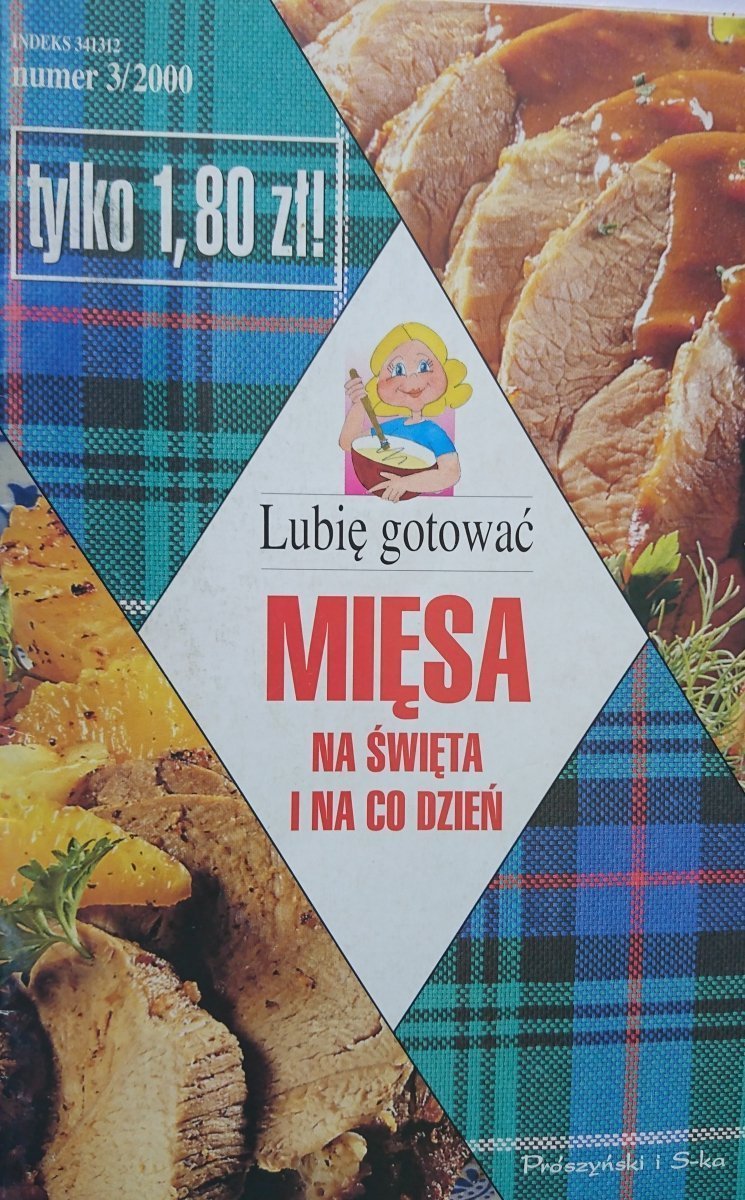 INDEKS 341312
numer 3/2000
tylko 1,80 zł!
Lubię gotować
MIĘSA
NA ŚWIĘTA
I NA CO DZIEŃ
Prószyński i S-ka